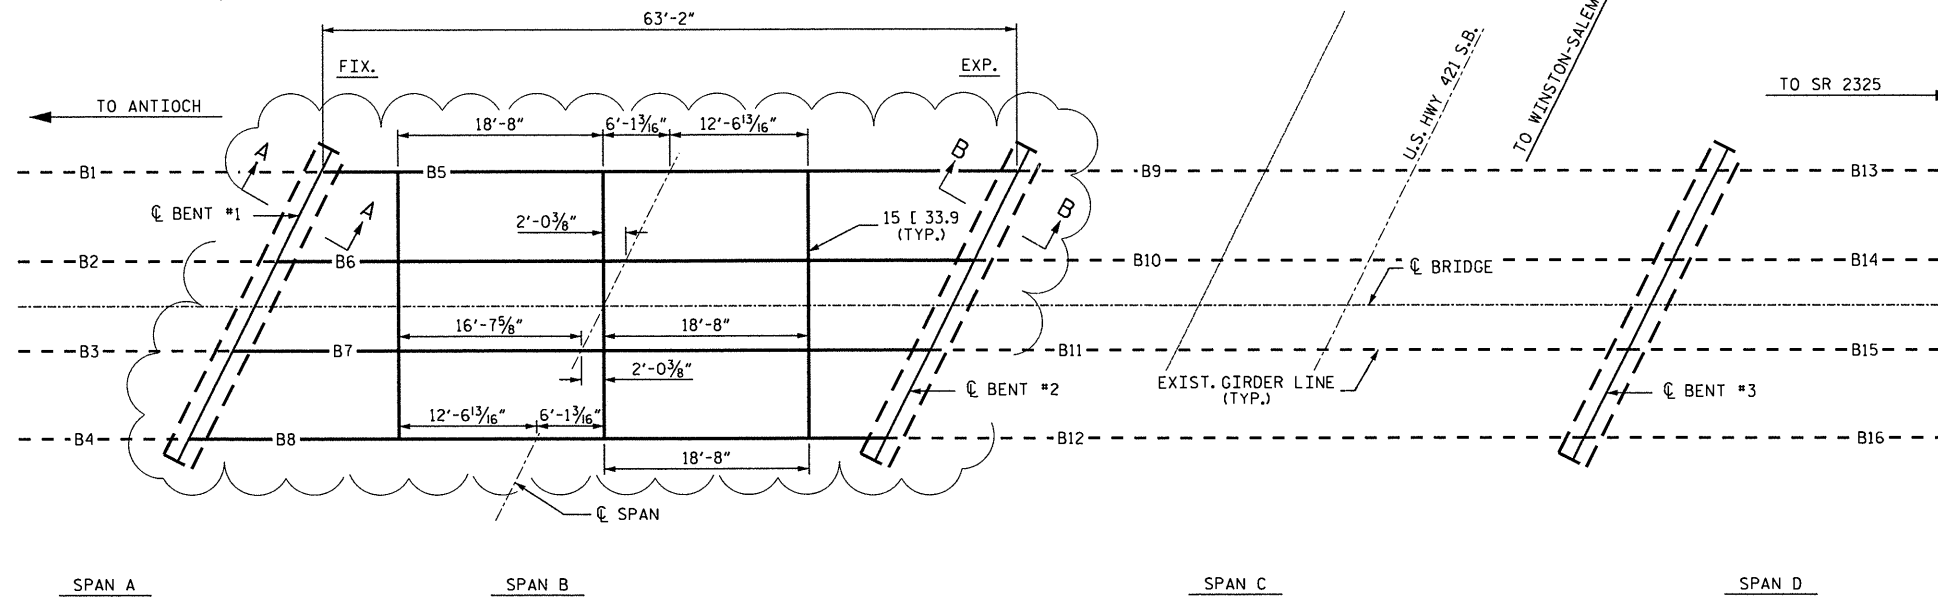 63'-2"
FIX.
EXP.
TO ANTIOCH
TO SR 2325
U.S. HWY 421 S.B.
TO WINSTON-SALEM
18'-8"
6'-1 3/16"
12'-6 13/16"
A
B
B1
B5
B9
B13
℄ BENT #1
A
2'-0 3/8"
15 [ 33.9
(TYP.)
B
B2
B6
B10
℄ BRIDGE
B14
16'-7 5/8"
18'-8"
B3
B7
B11
B15
2'-0 3/8"
℄ BENT #2
EXIST. GIRDER LINE
(TYP.)
℄ BENT #3
12'-6 13/16"
6'-1 3/16"
B4
B8
B12
B16
18'-8"
℄ SPAN
SPAN A
SPAN B
SPAN C
SPAN D